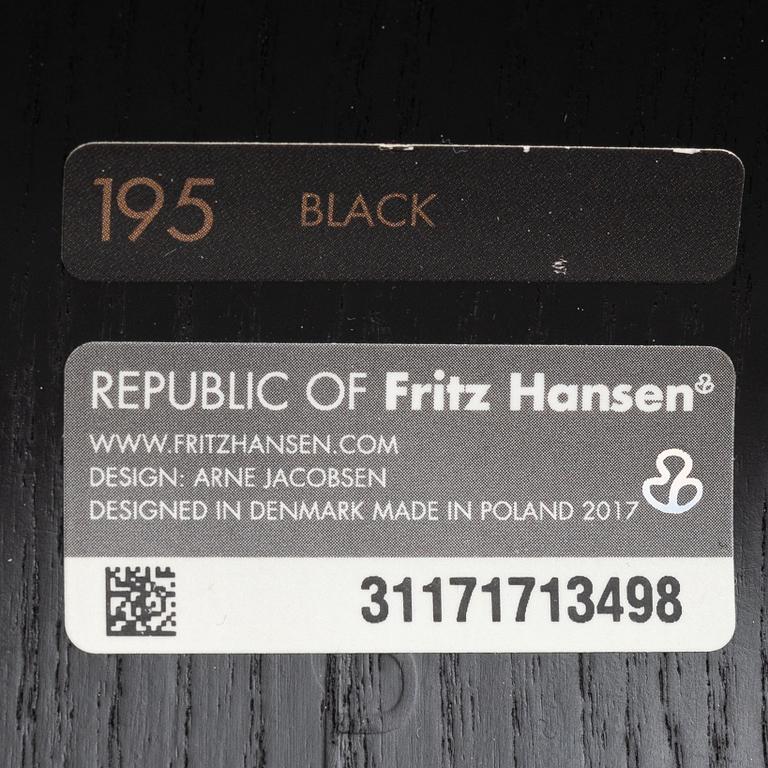 195 BLACK
REPUBLIC OF Fritz Hansen
WWW.FRITZHANSEN.COM
DESIGN: ARNE JACOBSEN
DESIGNED IN DENMARK MADE IN POLAND 2017
31171713498